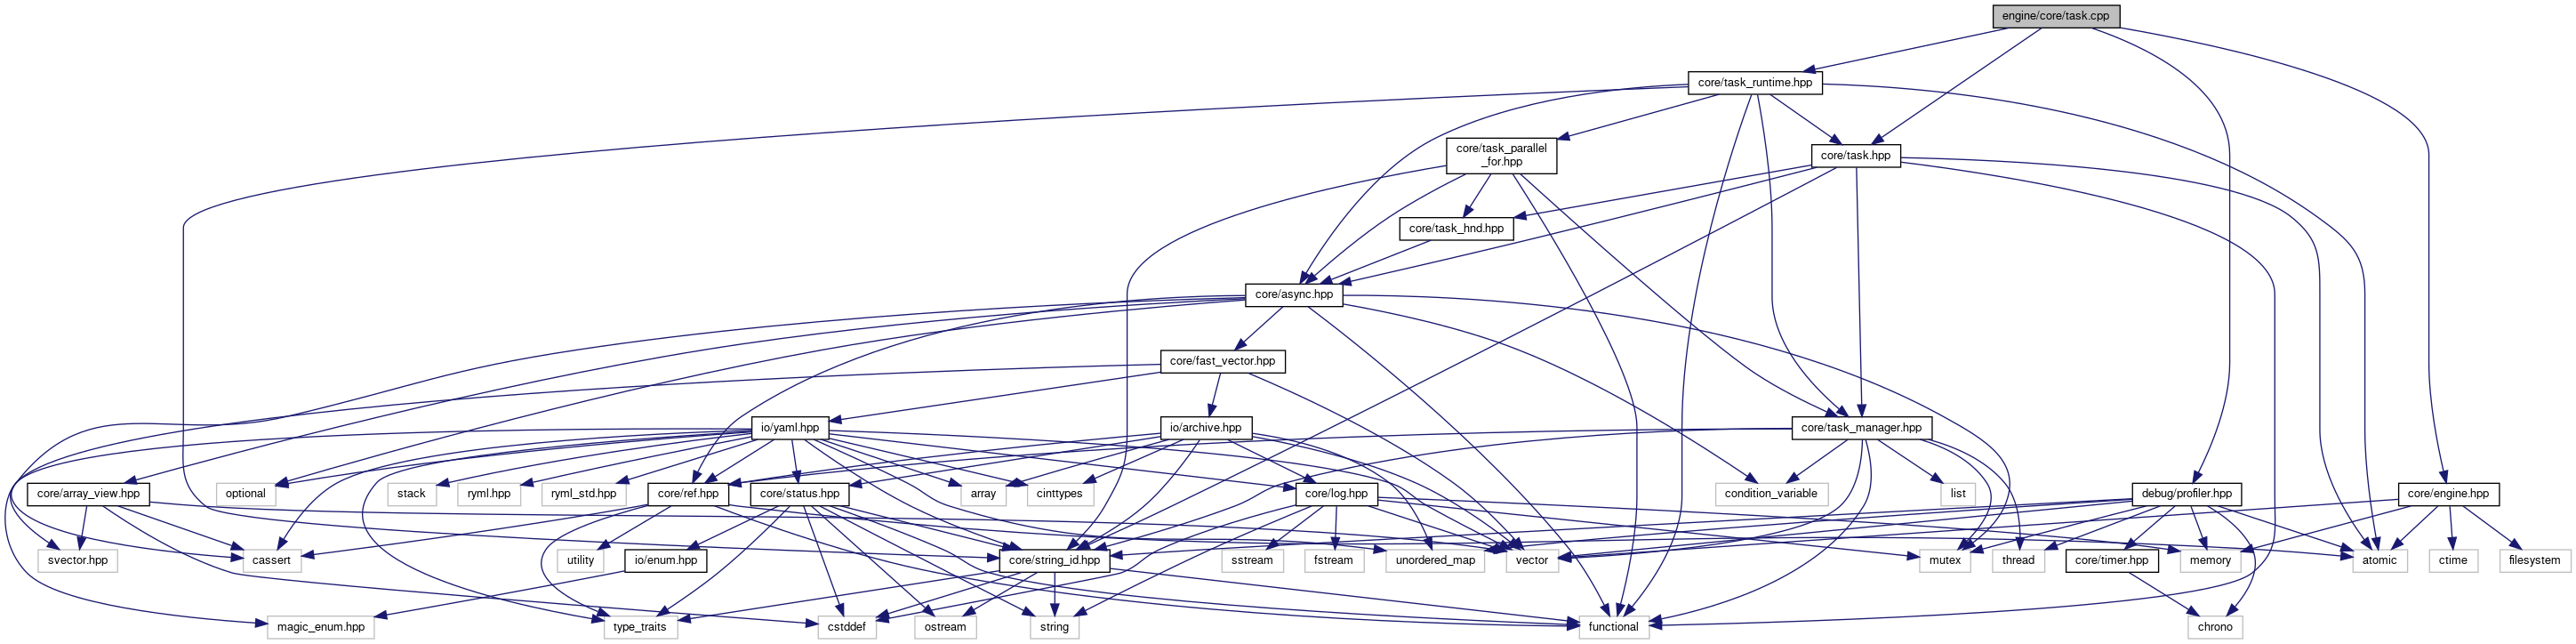 engine/core/task.cpp
core/task_runtime.hpp
core/task_parallel
_for.hpp
core/task.hpp
core/task_hnd.hpp
core/async.hpp
core/fast_vector.hpp
io/yaml.hpp
io/archive.hpp
core/task_manager.hpp
core/array_view.hpp
optional
stack
ryml.hpp
ryml_std.hpp
core/ref.hpp
core/status.hpp
array
cinttypes
core/log.hpp
condition_variable
list
debug/profiler.hpp
core/engine.hpp
svector.hpp
cassert
utility
io/enum.hpp
core/string_id.hpp
sstream
fstream
unordered_map
vector
mutex
thread
core/timer.hpp
memory
atomic
ctime
filesystem
magic_enum.hpp
type_traits
cstddef
ostream
string
functional
chrono